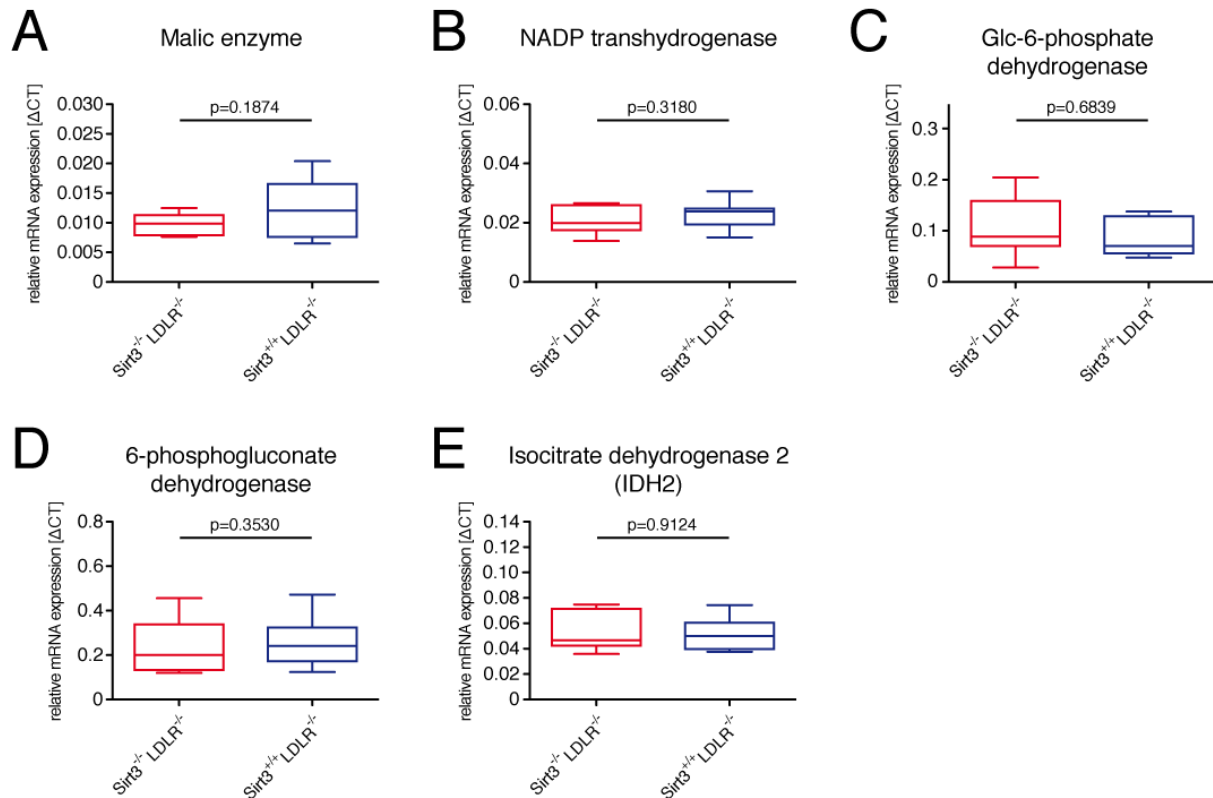 A
Malic enzyme
relative mRNA expression [ΔCT]
0.030
0.025
0.020
0.015
0.010
0.005
0
p=0.1874
Sirt3-/- LDLR-/-
Sirt3+/+ LDLR-/-
B
NADP transhydrogenase
relative mRNA expression [ΔCT]
0.06
0.04
0.02
0
p=0.3180
Sirt3-/- LDLR-/-
Sirt3+/+ LDLR-/-
C
Glc-6-phosphate
dehydrogenase
relative mRNA expression [ΔCT]
0.3
0.2
0.1
0
p=0.6839
Sirt3-/- LDLR-/-
Sirt3+/+ LDLR-/-
D
6-phosphogluconate
dehydrogenase
relative mRNA expression [ΔCT]
0.8
0.6
0.4
0.2
0
p=0.3530
Sirt3-/- LDLR-/-
Sirt3+/+ LDLR-/-
E
Isocitrate dehydrogenase 2
(IDH2)
relative mRNA expression [ΔCT]
0.14
0.12
0.10
0.08
0.06
0.04
0.02
0
p=0.9124
Sirt3-/- LDLR-/-
Sirt3+/+ LDLR-/-